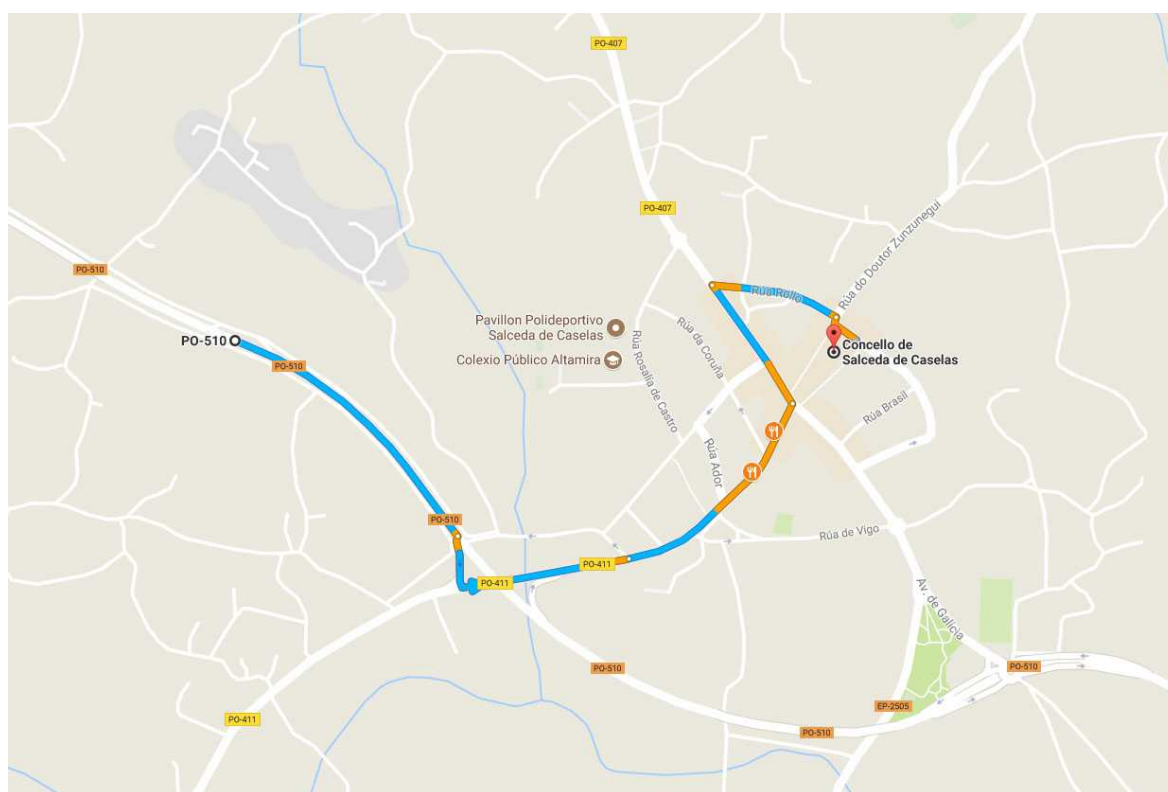 PO-407
PO-407
Rúa do Doutor Zunzunegui
PO-510
Rúa Rollo
Pavillon Polideportivo
Salceda de Caselas
Rúa da Coruña
PO-510
Concello de
Salceda de Caselas
Colexio Público Altamira
PO-510
Rúa Rosalía de Castro
Rúa Brasil
Rúa Ador
PO-510
Rúa de Vigo
PO-411
PO-411
Av. de Galicia
PO-510
PO-510
EP-2505
PO-411
PO-510